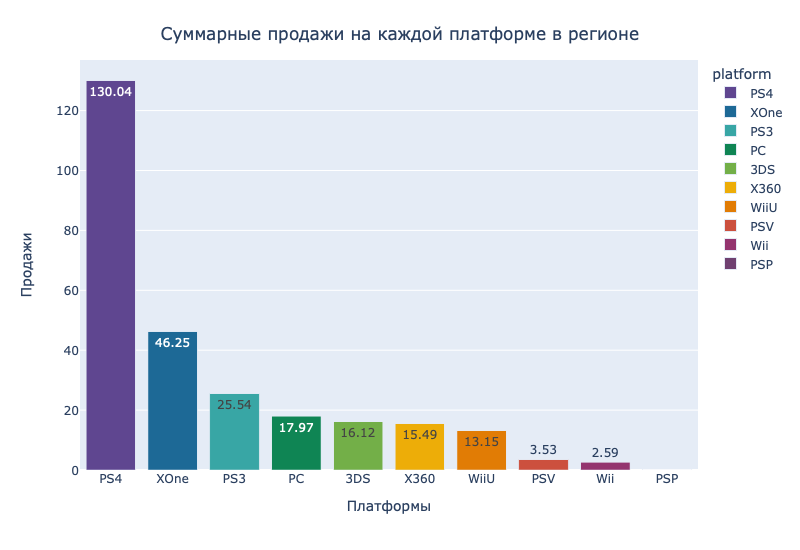 Суммарные продажи на каждой платформе в регионе
platform
PS4
XOne
PS3
PC
3DS
X360
WiiU
PSV
Wii
PSP
Продажи
120
100
80
60
40
20
0
130.04
46.25
25.54
17.97
16.12
15.49
13.15
3.53
2.59
PS4 XOne PS3 PC 3DS X360 WiiU PSV Wii PSP
Платформы